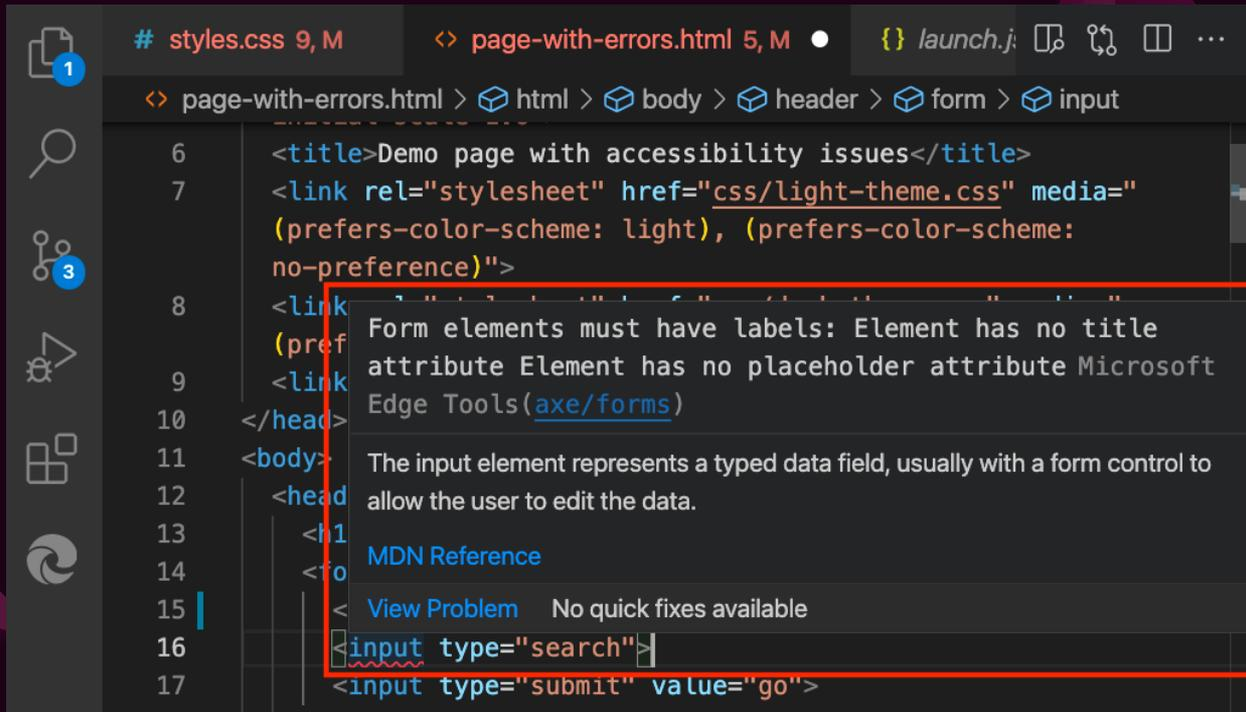 1
# styles.css 9, M
<> page-with-errors.html 5, M ●
{} launch.js
<> page-with-errors.html > html > body > header > form > input
6 <title>Demo page with accessibility issues</title>
7 <link rel="stylesheet" href="css/light-theme.css" media="
(prefers-color-scheme: light), (prefers-color-scheme:
no-preference)">
8 <link
(pref
9 <link
10 </head>
11 <body>
12 <head
13 <h1
14 <fo
15 <
3
Form elements must have labels: Element has no title
attribute Element has no placeholder attribute Microsoft
Edge Tools(axe/forms)
The input element represents a typed data field, usually with a form control to
allow the user to edit the data.
MDN Reference
View Problem No quick fixes available
16 <input type="search">
17 <input type="submit" value="go">